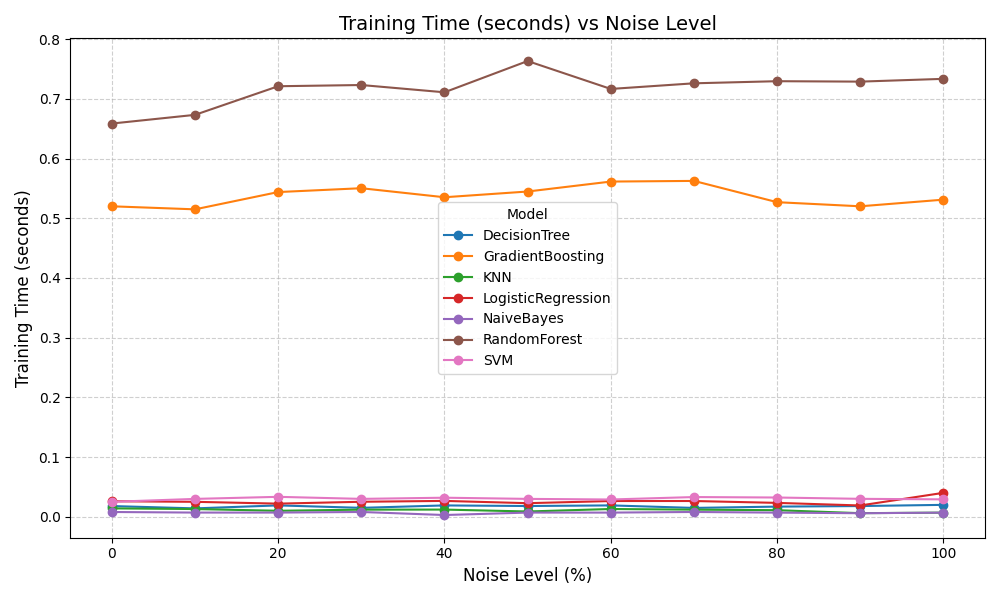 Training Time (seconds) vs Noise Level
Training Time (seconds)
0.8
0.7
0.6
0.5
0.4
0.3
0.2
0.1
0.0
Model
DecisionTree
GradientBoosting
KNN
LogisticRegression
NaiveBayes
RandomForest
SVM
0 20 40 60 80 100
Noise Level (%)